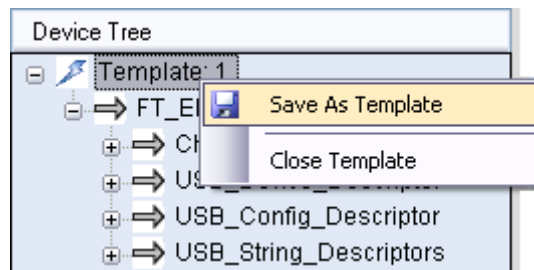 Device Tree
Template: 1
Save As Template
Close Template
USB_Config_Descriptor
USB_String_Descriptors